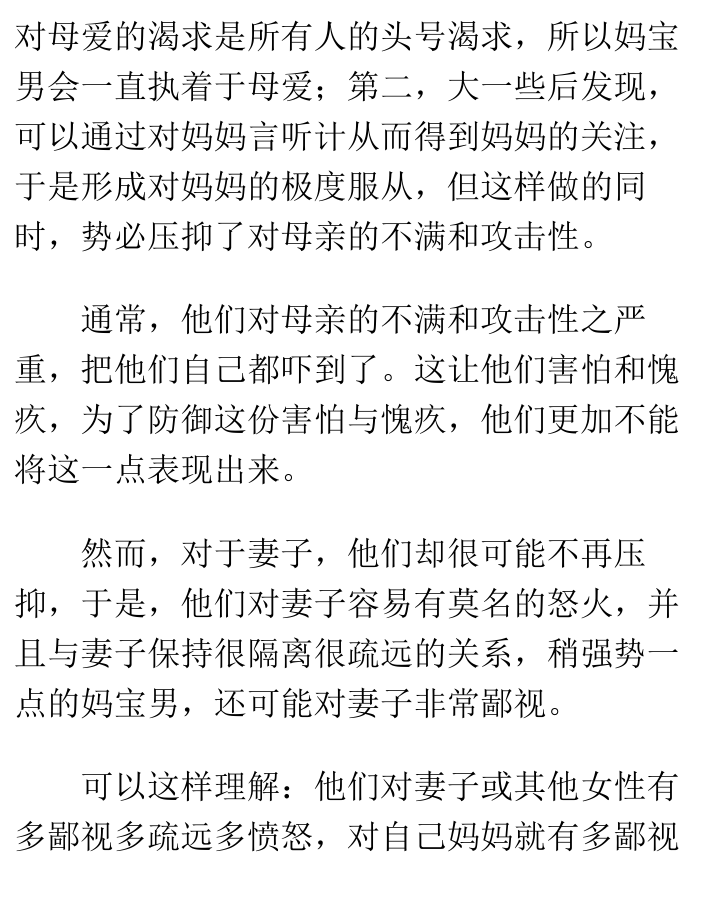 对母爱的渴求是所有人的头号渴求，所以妈宝
男会一直执着于母爱；第二，大一些后发现，
可以通过对妈妈言听计从而得到妈妈的关注，
于是形成对妈妈的极度服从，但这样做的同
时，势必压抑了对母亲的不满和攻击性。
通常，他们对母亲的不满和攻击性之严
重，把他们自己都吓到了。这让他们害怕和愧
疚，为了防御这份害怕与愧疚，他们更加不能
将这一点表现出来。
然而，对于妻子，他们却很可能不再压
抑，于是，他们对妻子容易有莫名的怒火，并
且与妻子保持很隔离很疏远的关系，稍强势一
点的妈宝男，还可能对妻子非常鄙视。
可以这样理解：他们对妻子或其他女性有
多鄙视多疏远多愤怒，对自己妈妈就有多鄙视